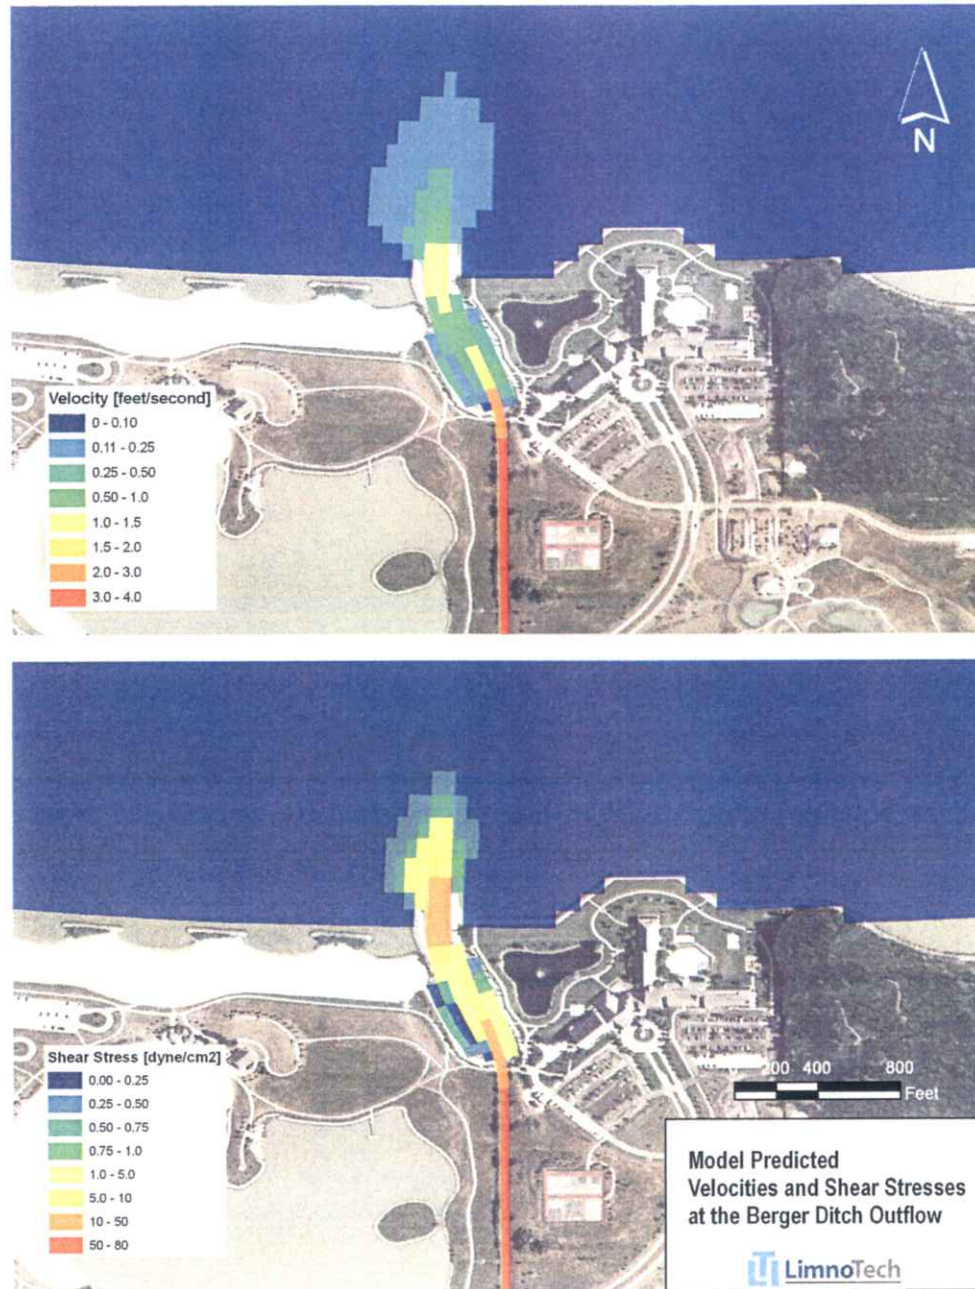 N
Velocity [feet/second]
0 - 0.10
0.11 - 0.25
0.25 - 0.50
0.50 - 1.0
1.0 - 1.5
1.5 - 2.0
2.0 - 3.0
3.0 - 4.0
Shear Stress [dyne/cm2]
0.00 - 0.25
0.25 - 0.50
0.50 - 0.75
0.75 - 1.0
1.0 - 5.0
5.0 - 10
10 - 50
50 - 80
0 200 400 800
Feet
Model Predicted
Velocities and Shear Stresses
at the Berger Ditch Outflow
LTI LimnoTech